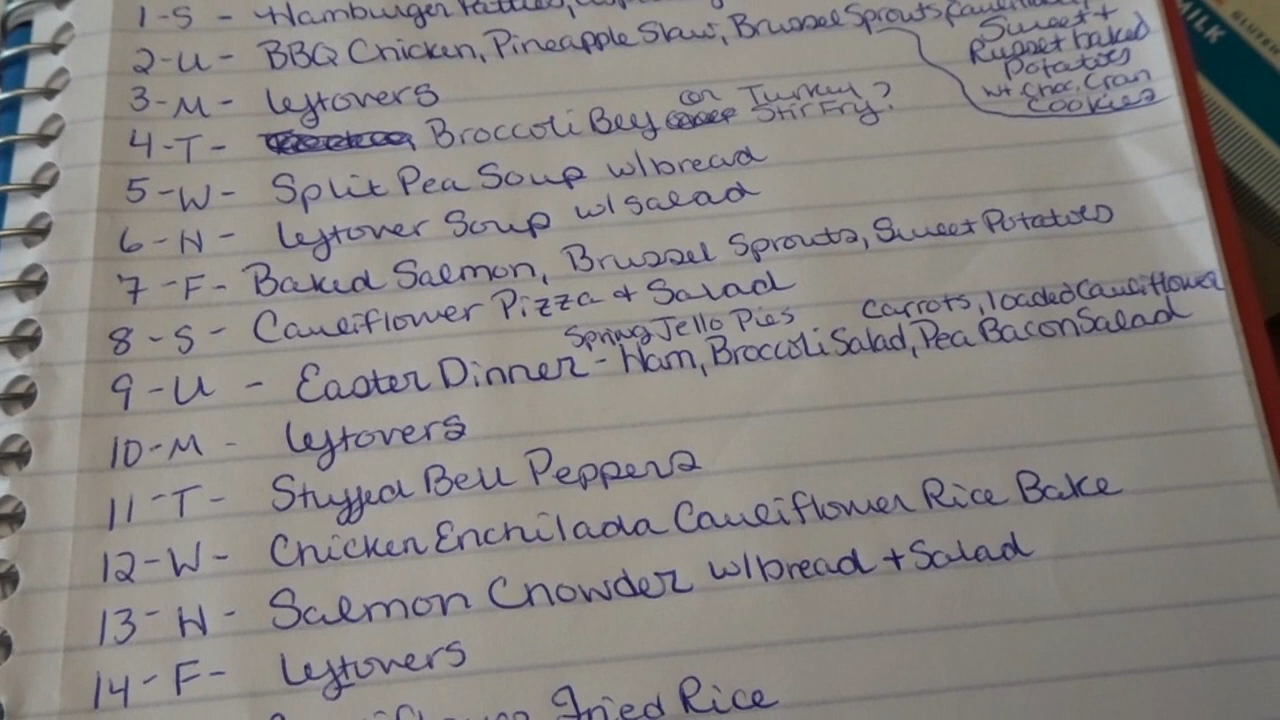 1-S - Hamburger Patties,
2-U- BBQ Chicken, Pineapple Slaw, Brussel Sprouts
Sweet +
Russet baked
Potatoes
w/ Choc. Cran
Cookies
3-M- leftovers
4-T- Broccoli Bey or Turkey Stir Fry?
5-W- Split Pea Soup w/bread
6-H- leftover Soup w/salad
7-F- Baked Salmon, Brussel Sprouts, Sweet Potatoes
8-S- Cauliflower Pizza + Salad
Spring Jello Pies Carrots, loaded Cauliflower
9-U - Easter Dinner - Ham, Broccoli Salad, Pea Bacon Salad
10-M - leftovers
11-T- Stuffed Bell Peppers
12-W- Chicken Enchilada Cauliflower Rice Bake
13-H- Salmon Chowder w/bread + Salad
14-F- leftovers
Fried Rice
MILK